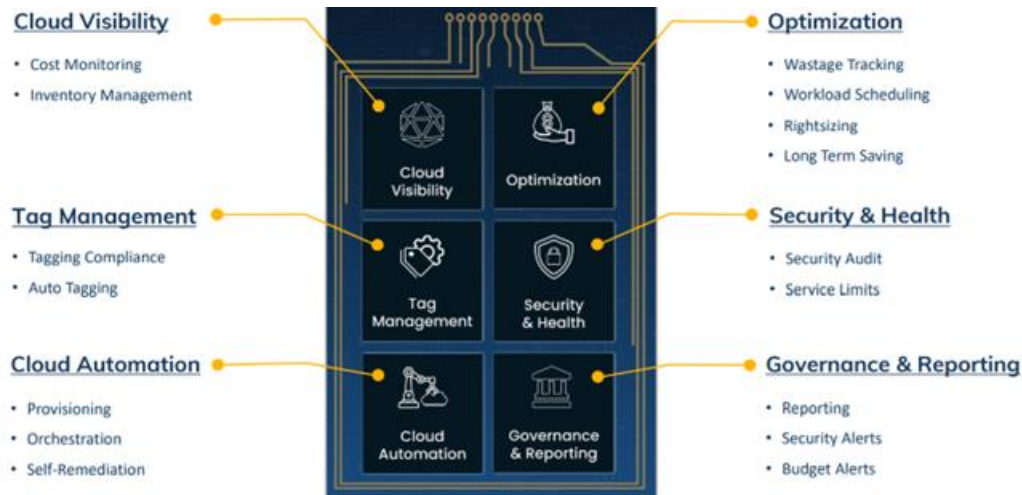 Cloud Visibility
• Cost Monitoring
• Inventory Management
Tag Management
• Tagging Compliance
• Auto Tagging
Cloud Automation
• Provisioning
• Orchestration
• Self-Remediation
Cloud
Visibility
Optimization
Tag
Management
Security
& Health
Cloud
Automation
Governance
& Reporting
Optimization
• Wastage Tracking
• Workload Scheduling
• Rightsizing
• Long Term Saving
Security & Health
• Security Audit
• Service Limits
Governance & Reporting
• Reporting
• Security Alerts
• Budget Alerts